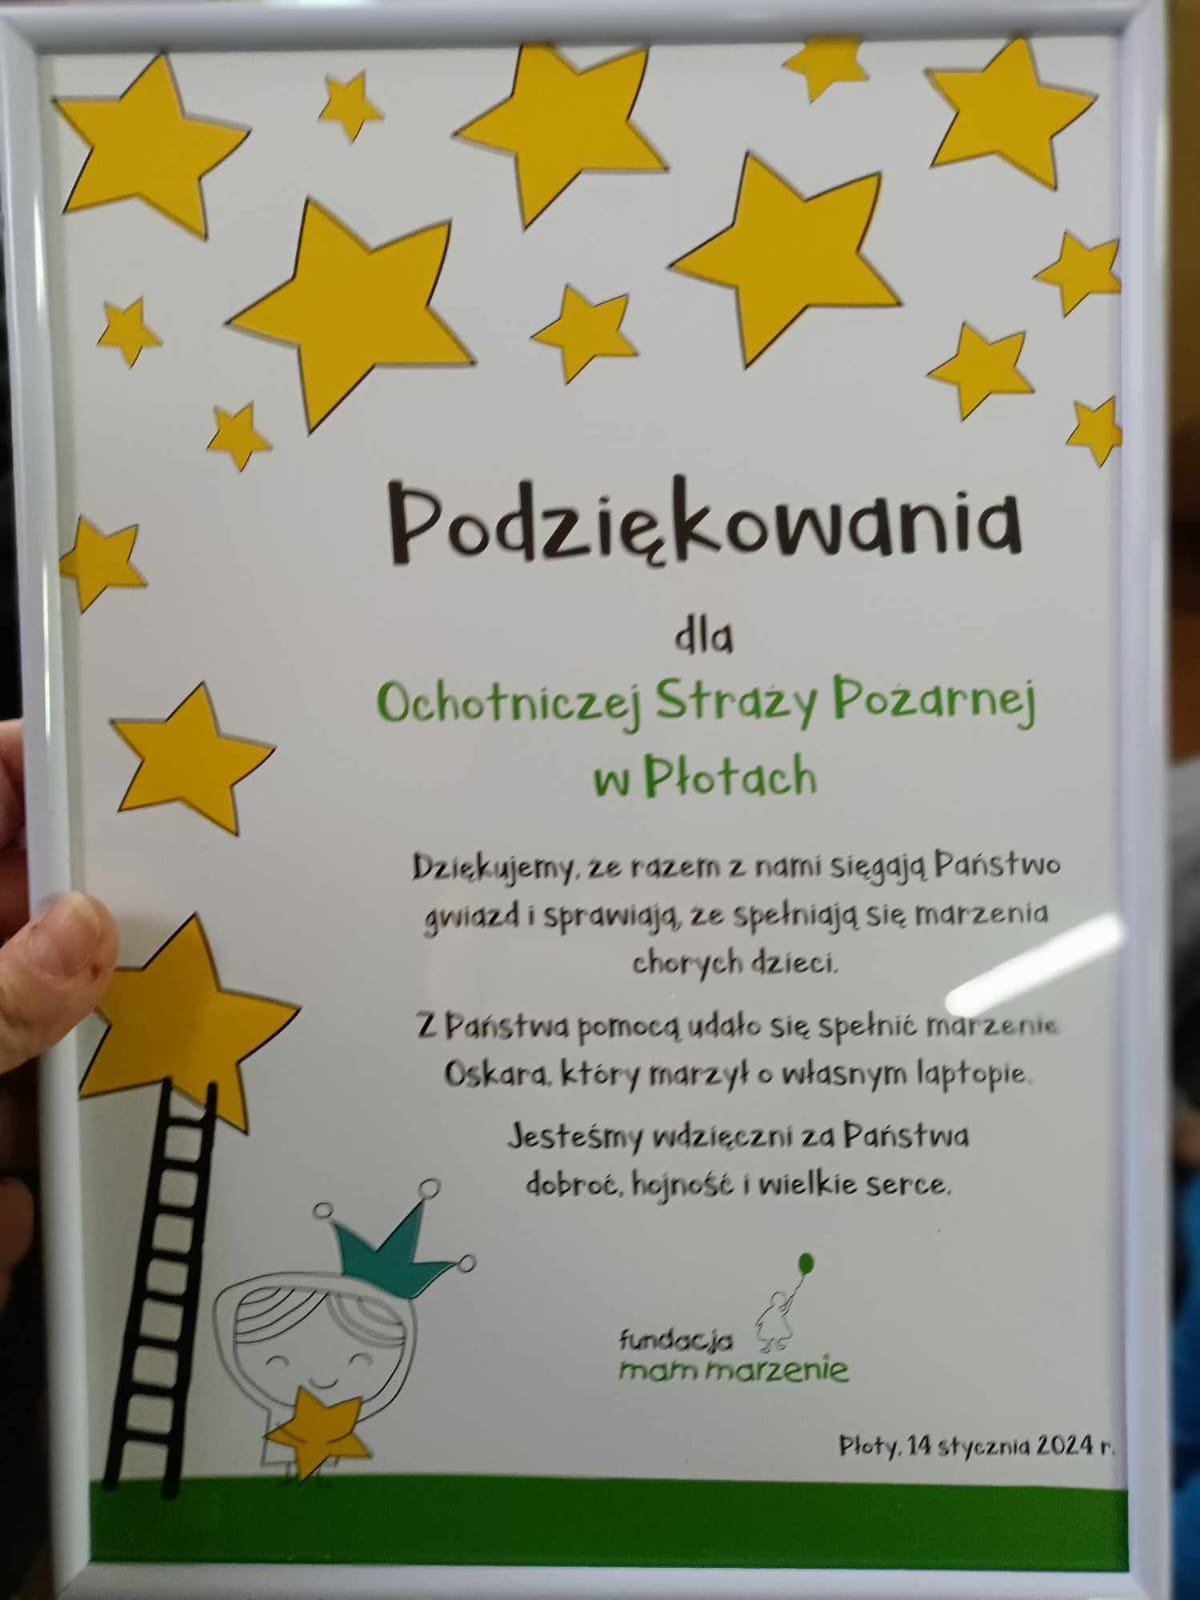 Podziękowania
dla
Ochotniczej Straży Pożarnej
w Płotach
Dziękujemy, że razem z nami sięgają Państwo
gwiazd i sprawiają, że spełniają się marzenia
chorych dzieci.
Z Państwa pomocą udało się spełnić marzenie
Oskara, który marzył o własnym laptopie.
Jesteśmy wdzięczni za Państwa
dobroć, hojność i wielkie serce.
fundacja
mam marzenie
Płoty, 14 stycznia 2024 r.